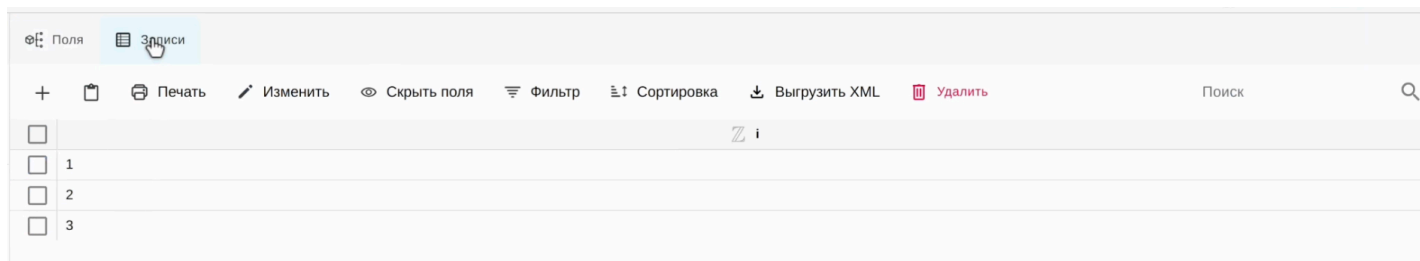 Поля Записи
Печать Изменить Скрыть поля Фильтр Сортировка Выгрузить XML Удалить Поиск
ℤ i
1
2
3